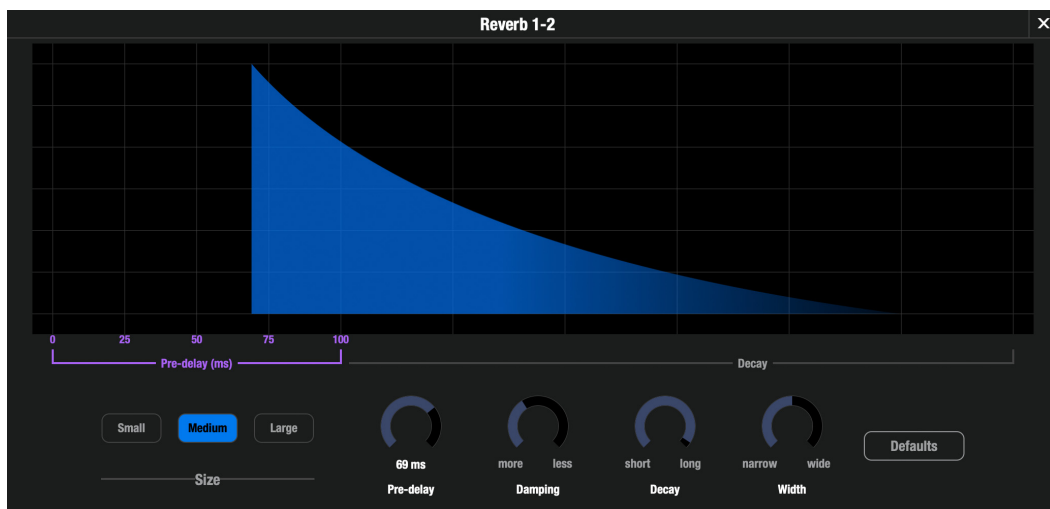 Reverb 1-2
X
0 25 50 75 100
Pre-delay (ms)
Decay
Small Medium Large
Size
69 ms
Pre-delay
more less
Damping
short long
Decay
narrow wide
Width
Defaults